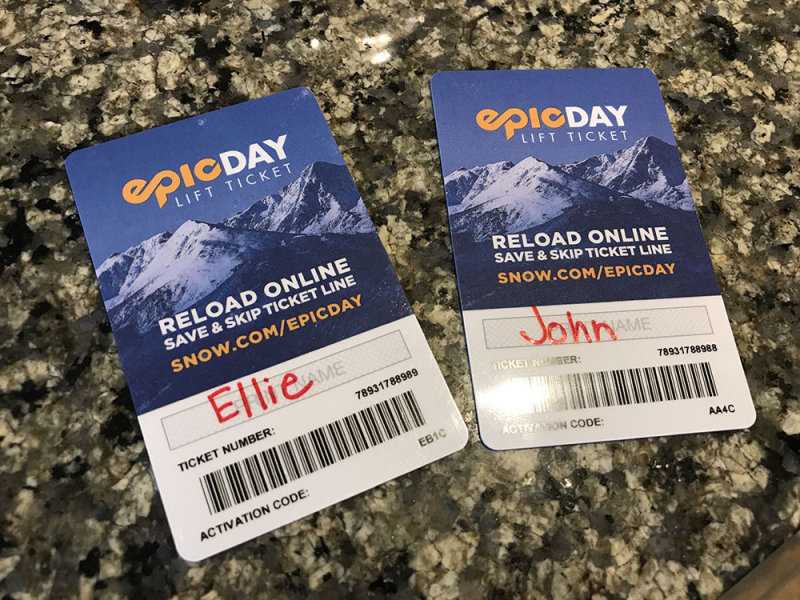 epicDAY
LIFT TICKET
RELOAD ONLINE
SAVE & SKIP TICKET LINE
SNOW.COM/EPICDAY
Ellie NAME
78931788989
TICKET NUMBER:
EB1C
ACTIVATION CODE:
epicDAY
LIFT TICKET
RELOAD ONLINE
SAVE & SKIP TICKET LINE
SNOW.COM/EPICDAY
John NAME
TICKET NUMBER: 78931788988
ACTIVATION CODE: AA4C